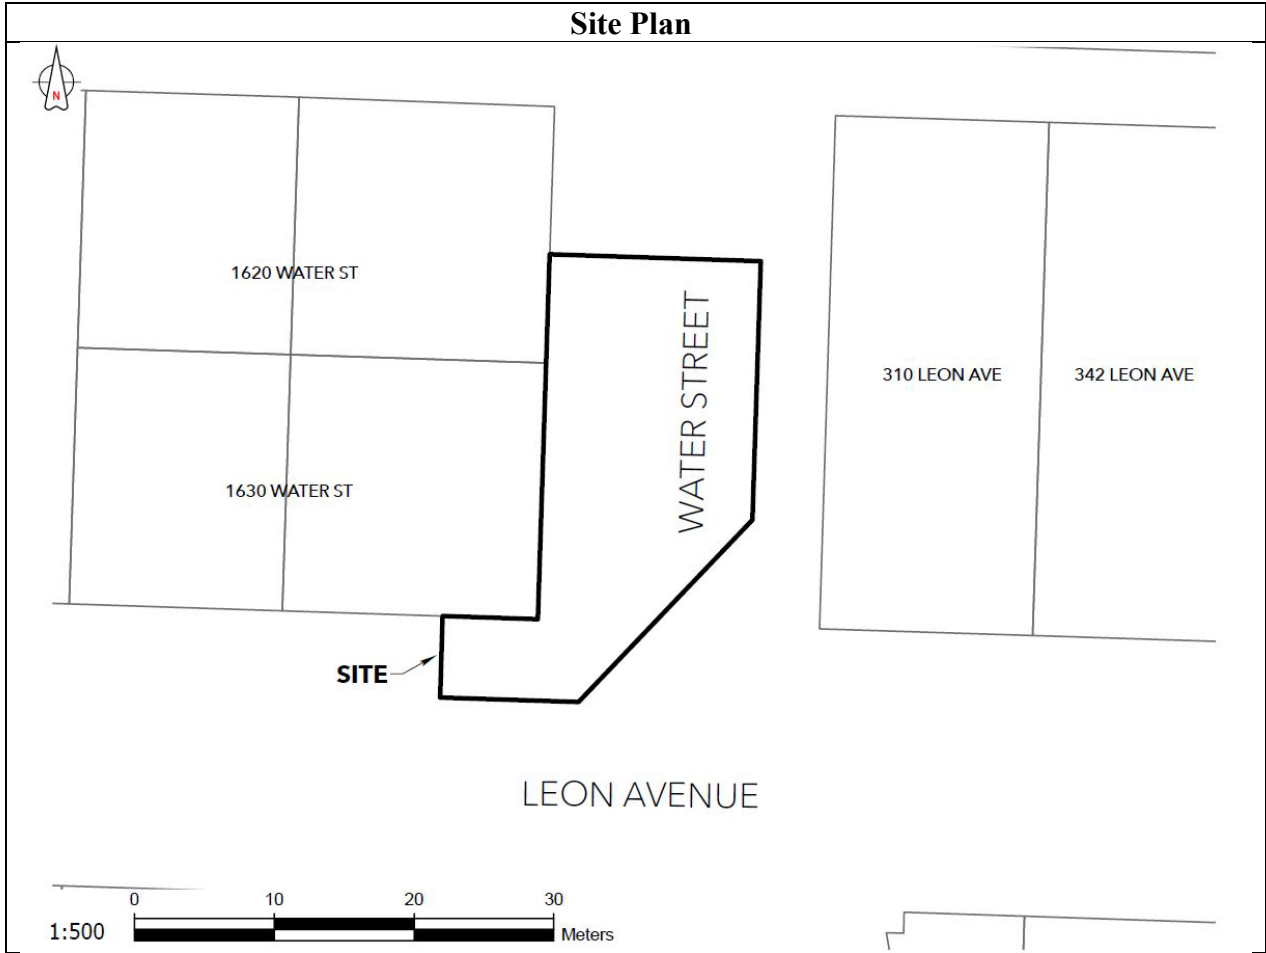 Site Plan
N
1620 WATER ST
WATER STREET
310 LEON AVE
342 LEON AVE
1630 WATER ST
SITE
LEON AVENUE
0 10 20 30
1:500
Meters